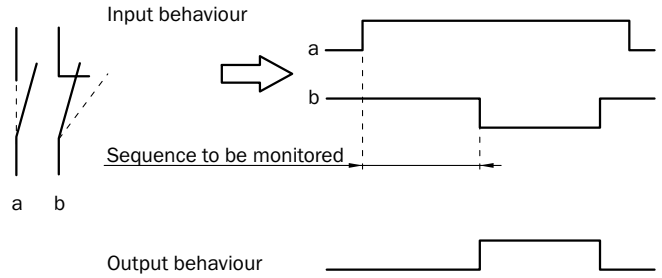 Input behaviour
a
b
Sequence to be monitored
a b
Output behaviour